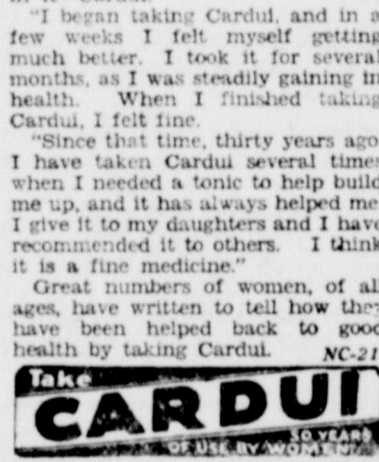 "I began taking Cardui, and in a
few weeks I felt myself getting
much better. I took it for several
months, as I was steadily gaining in
health. When I finished taking
Cardui, I felt fine.
"Since that time, thirty years ago
I have taken Cardui several times
when I needed a tonic to help build
me up, and it has always helped me
I give it to my daughters and I have
recommended it to others. I think
it is a fine medicine."
Great numbers of women, of all
ages, have written to tell how they
have been helped back to good
health by taking Cardui. NC-21
Take
CARDUI
50 YEARS
OF USE BY WOMEN